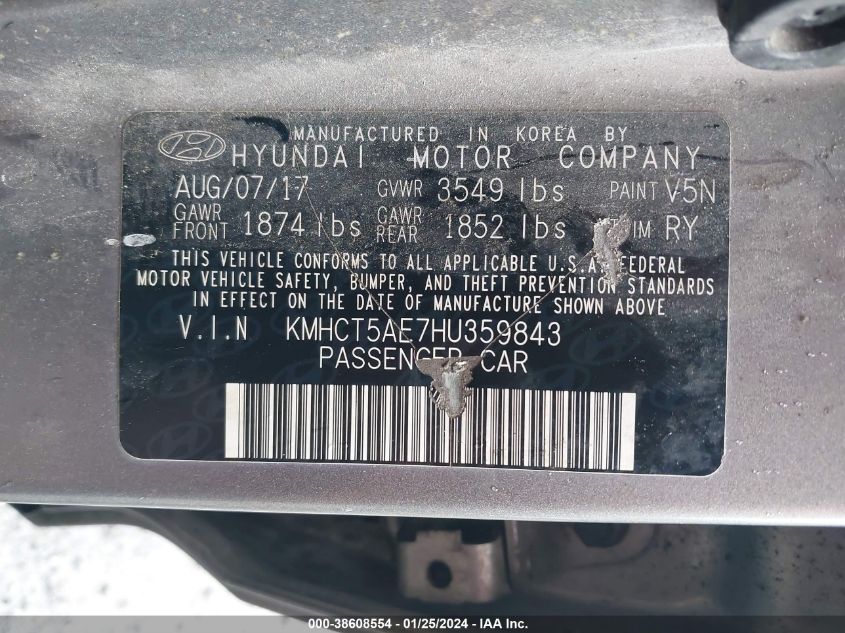 MANUFACTURED IN KOREA BY
HYUNDAI MOTOR COMPANY
AUG/07/17 GVWR 3549 lbs PAINT V5N
GAWR FRONT 1874 lbs GAWR REAR 1852 lbs RY
THIS VEHICLE CONFORMS TO ALL APPLICABLE U.S.A. FEDERAL
MOTOR VEHICLE SAFETY, BUMPER, AND THEFT PREVENTION STANDARDS
IN EFFECT ON THE DATE OF MANUFACTURE SHOWN ABOVE
V.I.N KMHCT5AE7HU359843
PASSENGER CAR
000-38608554 - 01/25/2024 - IAA Inc.